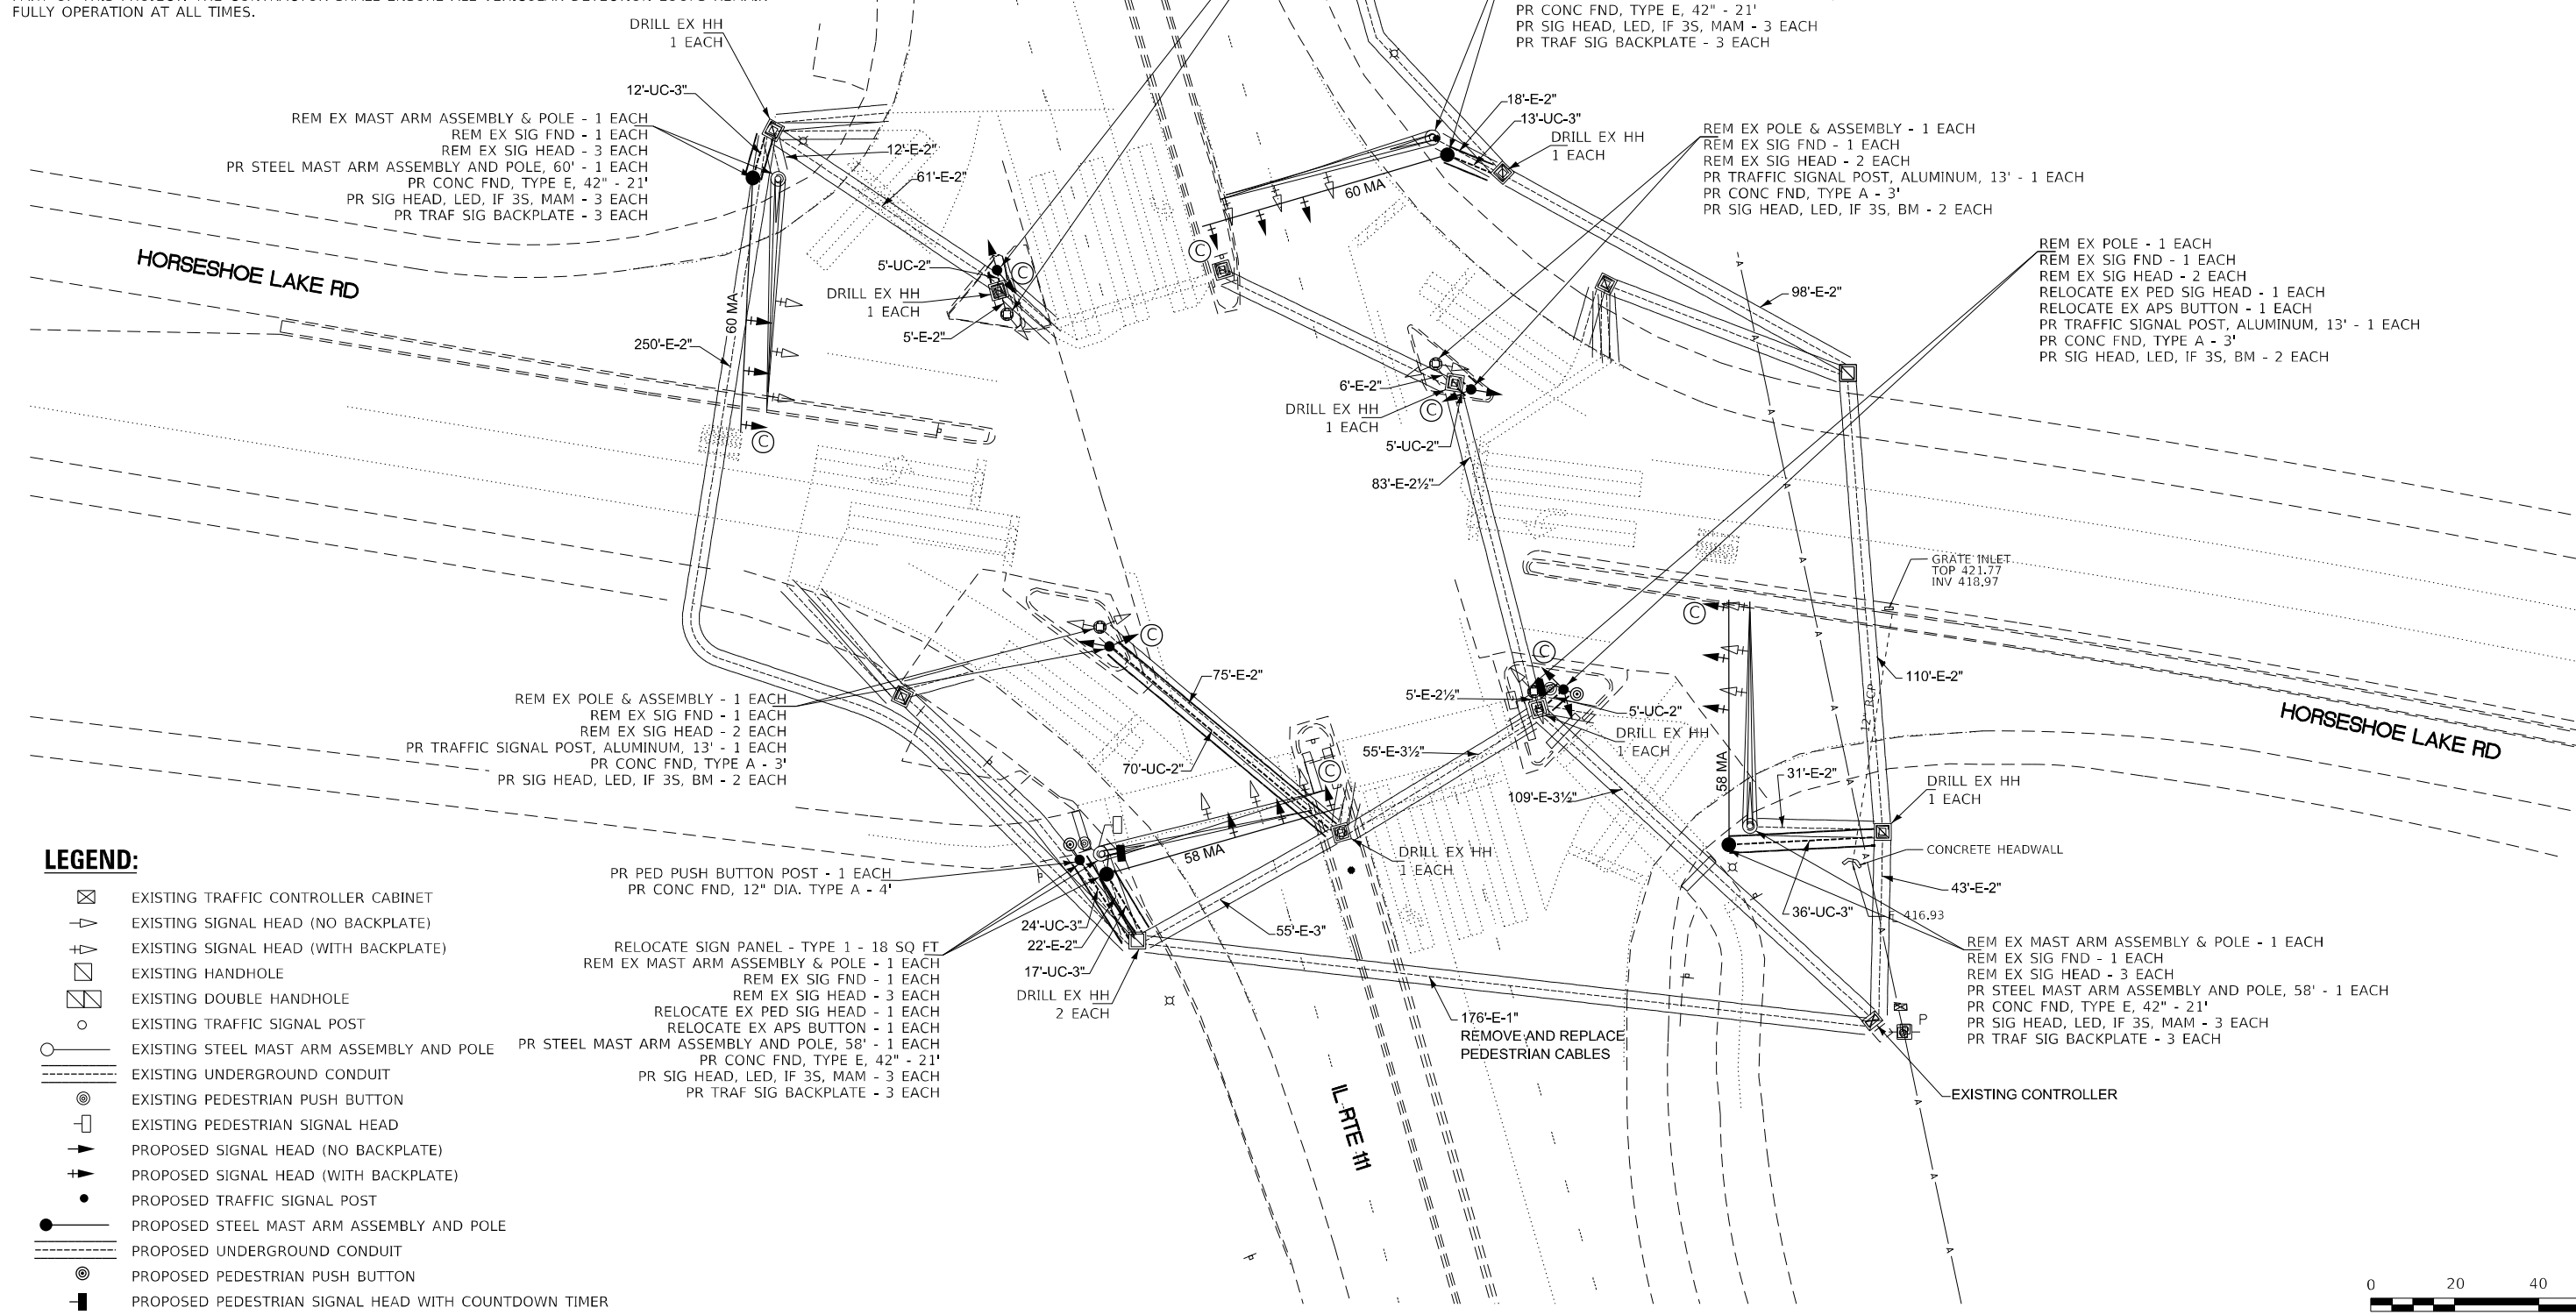 FULLY OPERATION AT ALL TIMES.
DRILL EX HH
1 EACH
PR CONC FND, TYPE E, 42" - 21'
PR SIG HEAD, LED, IF 3S, MAM - 3 EACH
PR TRAF SIG BACKPLATE - 3 EACH
12'-UC-3"
REM EX MAST ARM ASSEMBLY & POLE - 1 EACH
REM EX SIG FND - 1 EACH
REM EX SIG HEAD - 3 EACH
PR STEEL MAST ARM ASSEMBLY AND POLE, 60' - 1 EACH
PR CONC FND, TYPE E, 42" - 21'
PR SIG HEAD, LED, IF 3S, MAM - 3 EACH
PR TRAF SIG BACKPLATE - 3 EACH
12'-E-2"
61'-E-2"
18'-E-2"
13'-UC-3"
DRILL EX HH
1 EACH
60 MA
REM EX POLE & ASSEMBLY - 1 EACH
REM EX SIG FND - 1 EACH
REM EX SIG HEAD - 2 EACH
PR TRAFFIC SIGNAL POST, ALUMINUM, 13' - 1 EACH
PR CONC FND, TYPE A - 3'
PR SIG HEAD, LED, IF 3S, BM - 2 EACH
REM EX POLE - 1 EACH
REM EX SIG FND - 1 EACH
REM EX SIG HEAD - 2 EACH
RELOCATE EX PED SIG HEAD - 1 EACH
RELOCATE EX APS BUTTON - 1 EACH
PR TRAFFIC SIGNAL POST, ALUMINUM, 13' - 1 EACH
PR CONC FND, TYPE A - 3'
PR SIG HEAD, LED, IF 3S, BM - 2 EACH
HORSESHOE LAKE RD
5'-UC-2"
C
C
DRILL EX HH
1 EACH
5'-E-2"
60 MA
250'-E-2"
98'-E-2"
6'-E-2"
DRILL EX HH
1 EACH
C
5'-UC-2"
C
83'-E-2½"
GRATE INLET
TOP 421.77
INV 418.97
C
C
C
110'-E-2"
12" RCP
HORSESHOE LAKE RD
75'-E-2"
5'-E-2½"
5'-UC-2"
DRILL EX HH
1 EACH
REM EX POLE & ASSEMBLY - 1 EACH
REM EX SIG FND - 1 EACH
REM EX SIG HEAD - 2 EACH
PR TRAFFIC SIGNAL POST, ALUMINUM, 13' - 1 EACH
PR CONC FND, TYPE A - 3'
PR SIG HEAD, LED, IF 3S, BM - 2 EACH
70'-UC-2"
55'-E-3½"
C
109'-E-3½"
58 MA
31'-E-2"
DRILL EX HH
1 EACH
58 MA
DRILL EX HH
1 EACH
CONCRETE HEADWALL
43'-E-2"
36'-UC-3"
416.93
PR PED PUSH BUTTON POST - 1 EACH
PR CONC FND, 12" DIA. TYPE A - 4'
24'-UC-3"
22'-E-2"
17'-UC-3"
DRILL EX HH
2 EACH
55'-E-3"
RELOCATE SIGN PANEL - TYPE 1 - 18 SQ FT
REM EX MAST ARM ASSEMBLY & POLE - 1 EACH
REM EX SIG FND - 1 EACH
REM EX SIG HEAD - 3 EACH
RELOCATE EX PED SIG HEAD - 1 EACH
RELOCATE EX APS BUTTON - 1 EACH
PR STEEL MAST ARM ASSEMBLY AND POLE, 58' - 1 EACH
PR CONC FND, TYPE E, 42" - 21'
PR SIG HEAD, LED, IF 3S, MAM - 3 EACH
PR TRAF SIG BACKPLATE - 3 EACH
REM EX MAST ARM ASSEMBLY & POLE - 1 EACH
REM EX SIG FND - 1 EACH
REM EX SIG HEAD - 3 EACH
PR STEEL MAST ARM ASSEMBLY AND POLE, 58' - 1 EACH
PR CONC FND, TYPE E, 42" - 21'
PR SIG HEAD, LED, IF 3S, MAM - 3 EACH
PR TRAF SIG BACKPLATE - 3 EACH
P
176'-E-1"
REMOVE AND REPLACE
PEDESTRIAN CABLES
EXISTING CONTROLLER
IL RTE 111
LEGEND:
EXISTING TRAFFIC CONTROLLER CABINET
EXISTING SIGNAL HEAD (NO BACKPLATE)
EXISTING SIGNAL HEAD (WITH BACKPLATE)
EXISTING HANDHOLE
EXISTING DOUBLE HANDHOLE
EXISTING TRAFFIC SIGNAL POST
EXISTING STEEL MAST ARM ASSEMBLY AND POLE
EXISTING UNDERGROUND CONDUIT
EXISTING PEDESTRIAN PUSH BUTTON
EXISTING PEDESTRIAN SIGNAL HEAD
PROPOSED SIGNAL HEAD (NO BACKPLATE)
PROPOSED SIGNAL HEAD (WITH BACKPLATE)
PROPOSED TRAFFIC SIGNAL POST
PROPOSED STEEL MAST ARM ASSEMBLY AND POLE
PROPOSED UNDERGROUND CONDUIT
PROPOSED PEDESTRIAN PUSH BUTTON
PROPOSED PEDESTRIAN SIGNAL HEAD WITH COUNTDOWN TIMER
0 20 40